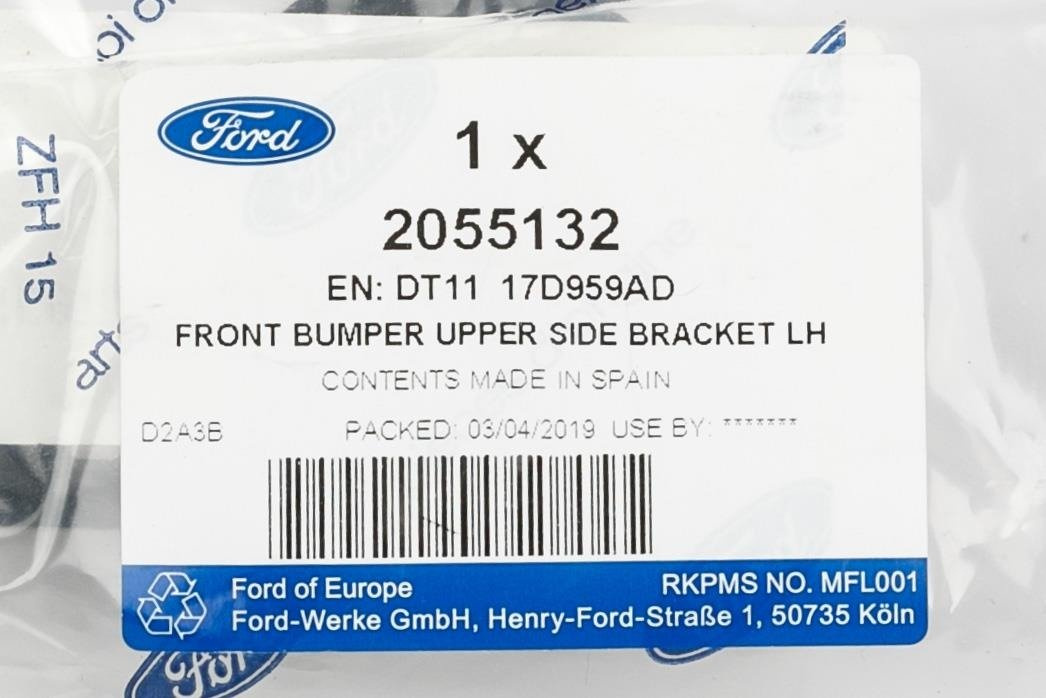 Ford
1 x
2055132
EN: DT11 17D959AD
FRONT BUMPER UPPER SIDE BRACKET LH
CONTENTS MADE IN SPAIN
D2A3B PACKED: 03/04/2019 USE BY: *******
Ford of Europe RKPMS NO. MFL001
Ford-Werke GmbH, Henry-Ford-Straße 1, 50735 Köln
ZFH 15
Ford